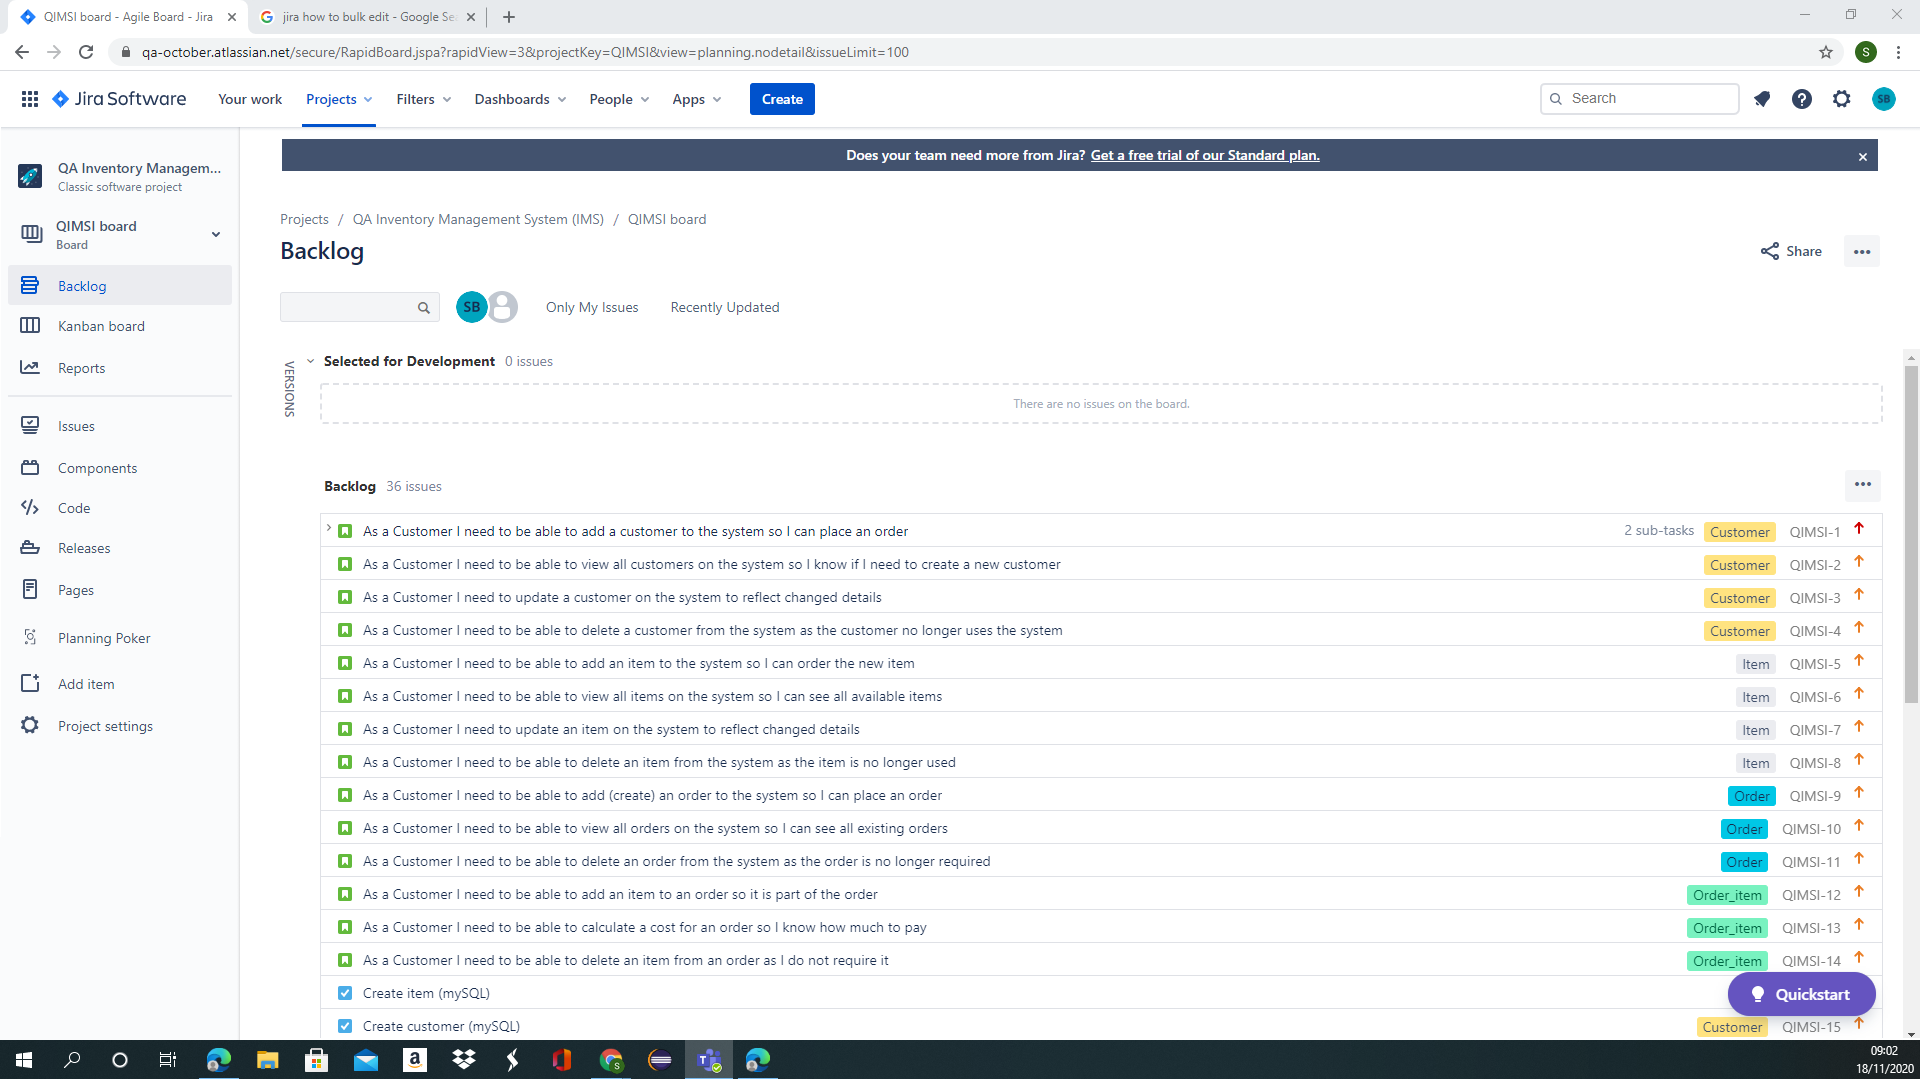 QIMSI board - Agile Board - Jira
jira how to bulk edit - Google Se
qa-october.atlassian.net/secure/RapidBoard.jspa?rapidView=3&projectKey=QIMSI&view=planning.nodetail&issueLimit=100
S
Jira Software
Your work
Projects
Filters
Dashboards
People
Apps
Create
Search
SB
Does your team need more from Jira? Get a free trial of our Standard plan.
QA Inventory Managem...
Classic software project
QIMSI board
Board
Backlog
Kanban board
Reports
Issues
Components
Code
Releases
Pages
Planning Poker
Add item
Project settings
Projects / QA Inventory Management System (IMS) / QIMSI board
Backlog
Share
SB
Only My Issues
Recently Updated
VERSIONS
Selected for Development 0 issues
There are no issues on the board.
Backlog 36 issues
As a Customer I need to be able to add a customer to the system so I can place an order 2 sub-tasks Customer QIMSI-1
As a Customer I need to be able to view all customers on the system so I know if I need to create a new customer Customer QIMSI-2
As a Customer I need to update a customer on the system to reflect changed details Customer QIMSI-3
As a Customer I need to be able to delete a customer from the system as the customer no longer uses the system Customer QIMSI-4
As a Customer I need to be able to add an item to the system so I can order the new item Item QIMSI-5
As a Customer I need to be able to view all items on the system so I can see all available items Item QIMSI-6
As a Customer I need to update an item on the system to reflect changed details Item QIMSI-7
As a Customer I need to be able to delete an item from the system as the item is no longer used Item QIMSI-8
As a Customer I need to be able to add (create) an order to the system so I can place an order Order QIMSI-9
As a Customer I need to be able to view all orders on the system so I can see all existing orders Order QIMSI-10
As a Customer I need to be able to delete an order from the system as the order is no longer required Order QIMSI-11
As a Customer I need to be able to add an item to an order so it is part of the order Order_item QIMSI-12
As a Customer I need to be able to calculate a cost for an order so I know how much to pay Order_item QIMSI-13
As a Customer I need to be able to delete an item from an order as I do not require it Order_item QIMSI-14
Create item (mySQL)
Quickstart
Create customer (mySQL) Customer QIMSI-15
09:02
18/11/2020